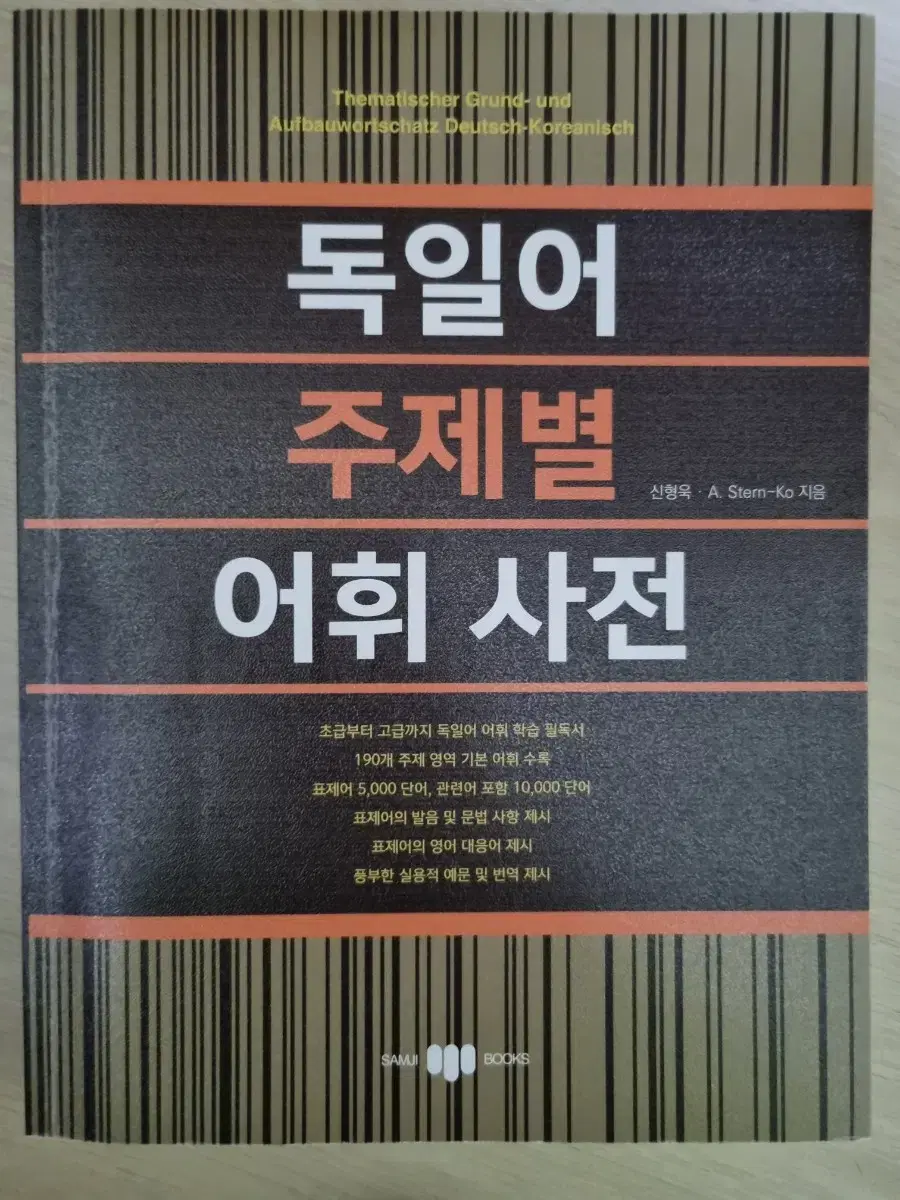 Thematischer Grund- und
Aufbauwortschatz Deutsch-Koreanisch
독일어
주제별
신형욱 · A. Stern-Ko 지음
어휘 사전
초급부터 고급까지 독일어 어휘 학습 필독서
190개 주제 영역 기본 어휘 수록
표제어 5,000 단어, 관련어 포함 10,000 단어
표제어의 발음 및 문법 사항 제시
표제어의 영어 대응어 제시
풍부한 실용적 예문 및 번역 제시
SAMJI BOOKS